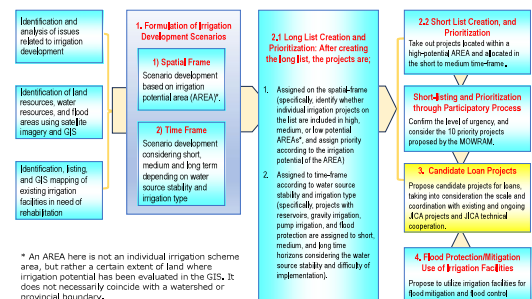 Identification and
analysis of issues
related to irrigation
development
Identification of land
resources, water
resources, and flood
areas using satellite
imagery and GIS
Identification, listing,
and GIS mapping of
existing irrigation
facilities in need of
rehabilitation
1. Formulation of Irrigation
Development Scenarios
1) Spatial Frame
Scenario development
based on irrigation
potential area (AREA)*.
2) Time Frame
Scenario development
considering short,
medium and long term
depending on water
source stability and
irrigation type
* An AREA here is not an individual irrigation scheme
area, but rather a certain extent of land where
irrigation potential has been evaluated in the GIS. It
does not necessarily coincide with a watershed or
provincial boundary.
2.1 Long List Creation and
Prioritization: After creating
the long list, the projects are;
1. Assigned on the spatial-frame
(specifically, identify whether
individual irrigation projects on
the list are included in high,
medium, or low potential
AREAs*, and assign priority
according to the irrigation
potential of the AREA)
2. Assigned to time-frame
according to water source
stability and irrigation type
(specifically, projects with
reservoirs, gravity irrigation,
pump irrigation, and flood
protection are assigned to short,
medium, and long time
horizons considering the water
source stability and difficulty of
implementation).
2.2 Short List Creation, and
Prioritization
Take out projects located within a
high-potential AREA and allocated in
the short to medium time-frame.
Short-listing and Prioritization
through Participatory Process
Confirm the level of urgency, and
consider the 10 priority projects
proposed by the MOWRAM.
3. Candidate Loan Projects
Propose candidate projects for loans,
taking into consideration the scale and
coordination with existing and ongoing
JICA projects and JICA technical
cooperation.
4. Flood Protection/Mitigation
Use of Irrigation Facilities
Propose to utilize irrigation facilities for
flood mitigation and flood control